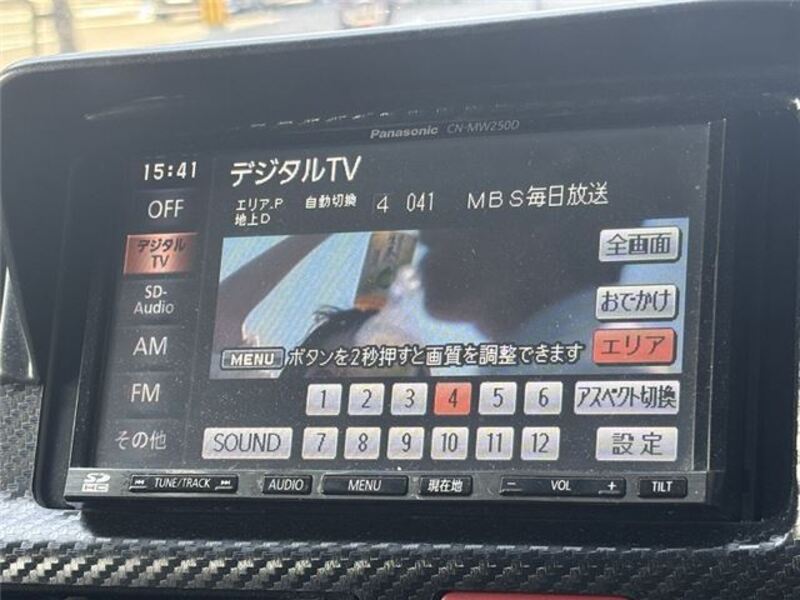 Panasonic CN-MW250D
15:41 デジタルTV
エリア.P 自動切換 4 041 MBS毎日放送
地上D
OFF
デジタル
TV
SD-
Audio
AM
FM
その他
全画面
おでかけ
エリア
MENU ボタンを2秒押すと画質を調整できます
1 2 3 4 5 6 アスペクト切換
SOUND 7 8 9 10 11 12 設定
SD HC TUNE/TRACK AUDIO MENU 現在地 − VOL + TILT